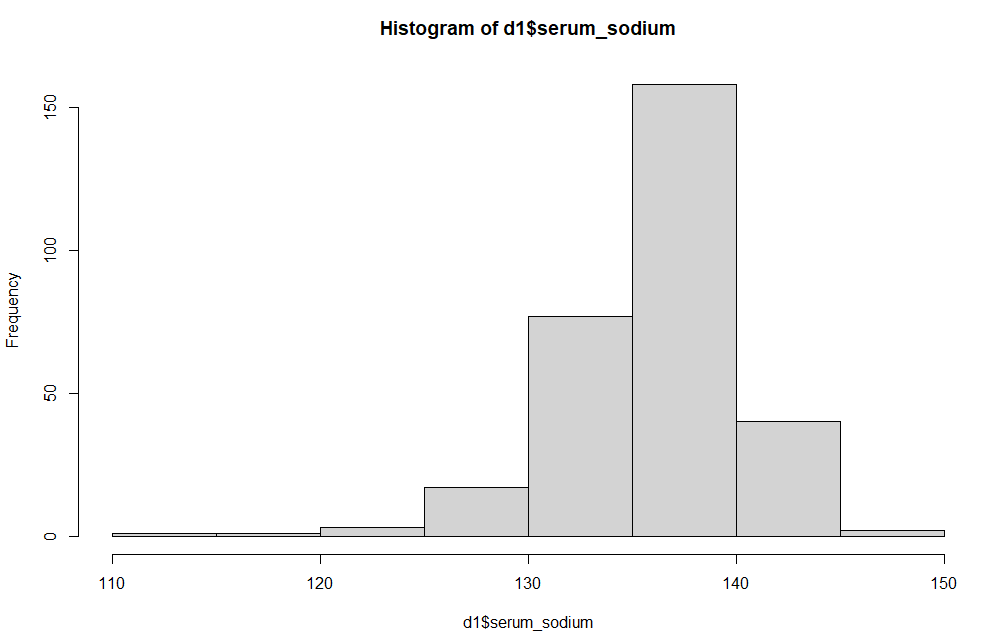 Histogram of d1$serum_sodium
Frequency
150
100
50
0
110 120 130 140 150
d1$serum_sodium